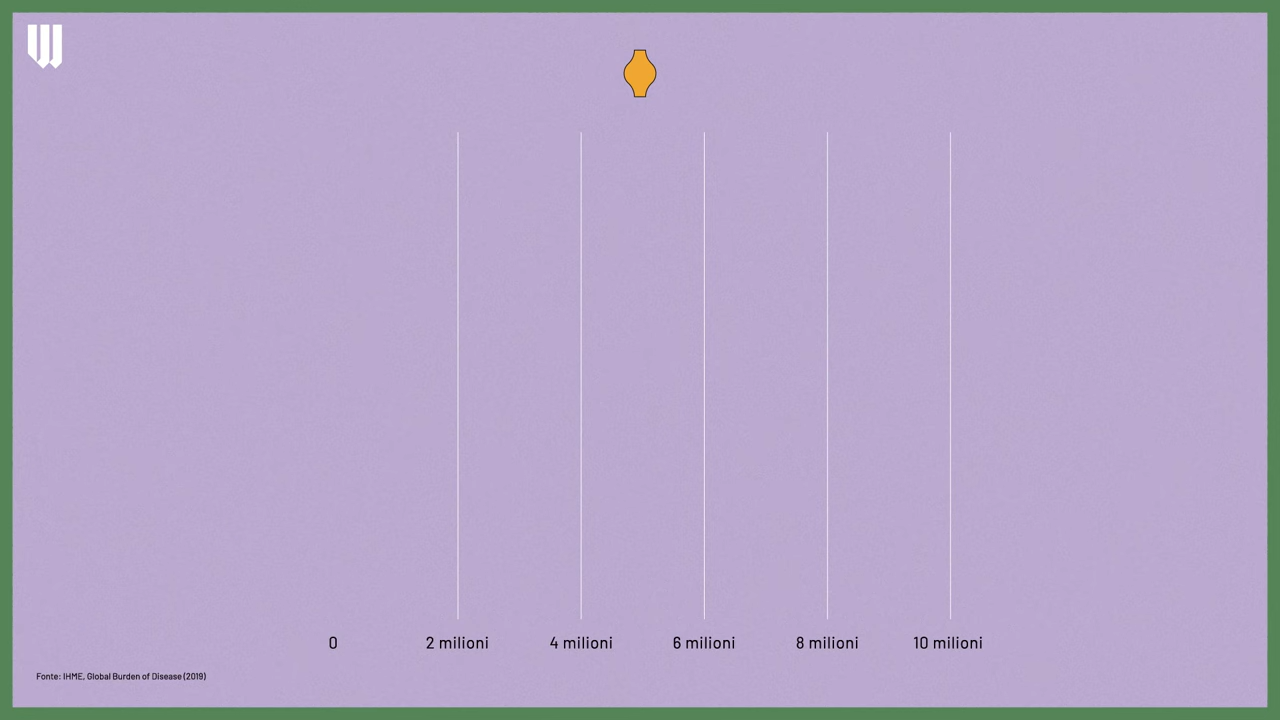 0
2 milioni
4 milioni
6 milioni
8 milioni
10 milioni
Fonte: IHME, Global Burden of Disease (2019)